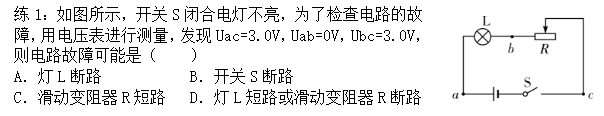 练 1：如图所示，开关 S 闭合电灯不亮，为了检查电路的故
障，用电压表进行测量，发现 Uac=3.0V，Uab=0V，Ubc=3.0V，
则电路故障可能是（　　）
A．灯 L 断路　　B．开关 S 断路
C．滑动变阻器 R 短路　D．灯 L 短路或滑动变阻器 R 断路
L
b
R
S
a
c